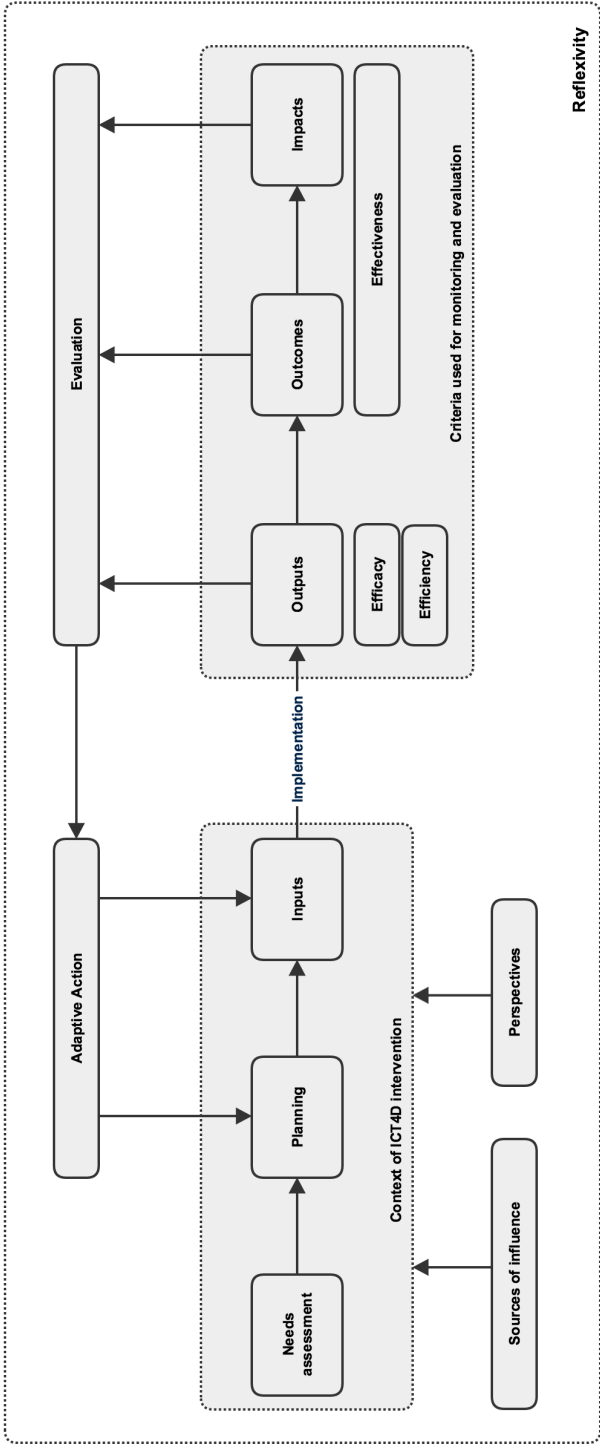 Adaptive Action
Evaluation
Needs
assessment
Planning
Inputs
Implementation
Outputs
Outcomes
Impacts
Efficacy
Efficiency
Effectiveness
Context of ICT4D intervention
Criteria used for monitoring and evaluation
Sources of influence
Perspectives
Reflexivity